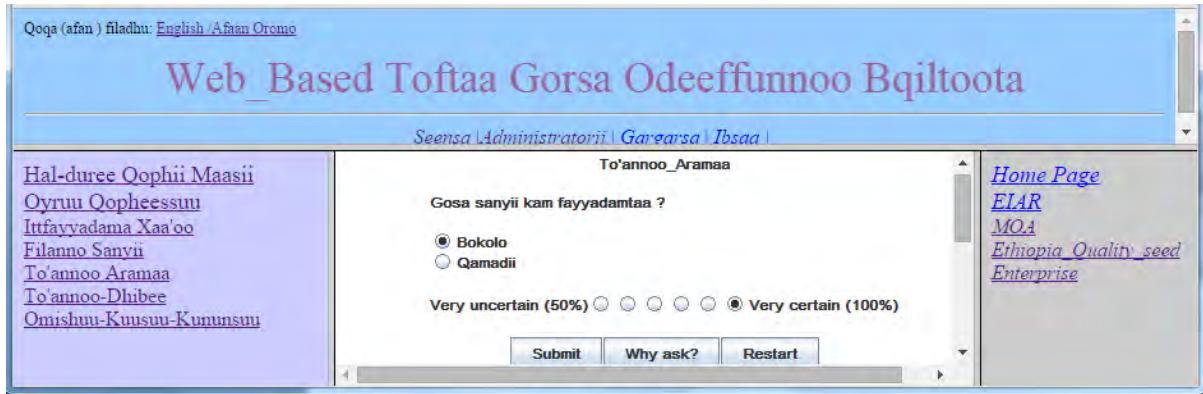 Qoqa (afan ) filadhu: English /Afaan Oromo
Web_Based Toftaa Gorsa Odeeffunnoo Bqiltoota
Seensa |Administratorii | Gargarsa | Ibsaa |
Hal-duree Qophii Maasii
Oyruu Qopheessuu
Ittfayyadama Xaa'oo
Filanno Sanyii
To'annoo Aramaa
To'annoo-Dhibee
Omishuu-Kuusuu-Kununsuu
To'annoo_Aramaa
Gosa sanyii kam fayyadamtaa ?
Bokolo
Qamadii
Very uncertain (50%) Very certain (100%)
Submit Why ask? Restart
Home Page
EIAR
MOA
Ethiopia_Quality_seed
Enterprise